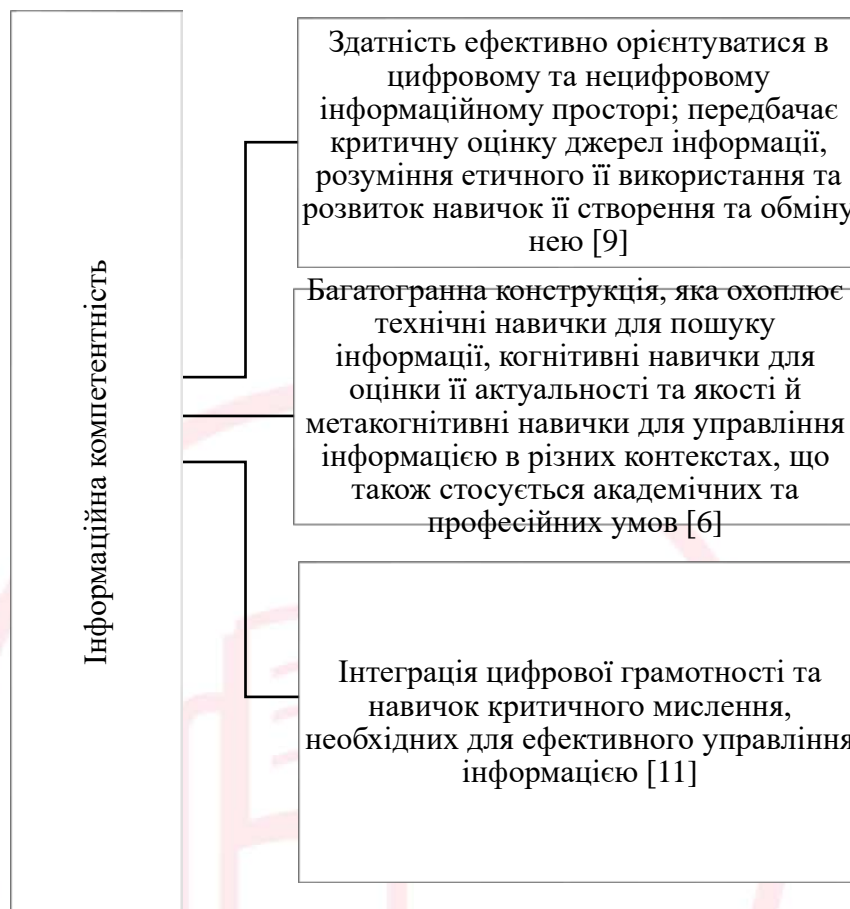 Інформаційна компетентність
Здатність ефективно орієнтуватися в
цифровому та нецифровому
інформаційному просторі; передбачає
критичну оцінку джерел інформації,
розуміння етичного її використання та
розвиток навичок її створення та обміну
нею [9]
Багатогранна конструкція, яка охоплює
технічні навички для пошуку
інформації, когнітивні навички для
оцінки її актуальності та якості й
метакогнітивні навички для управління
інформацією в різних контекстах, що
також стосується академічних та
професійних умов [6]
Інтеграція цифрової грамотності та
навичок критичного мислення,
необхідних для ефективного управління
інформацією [11]